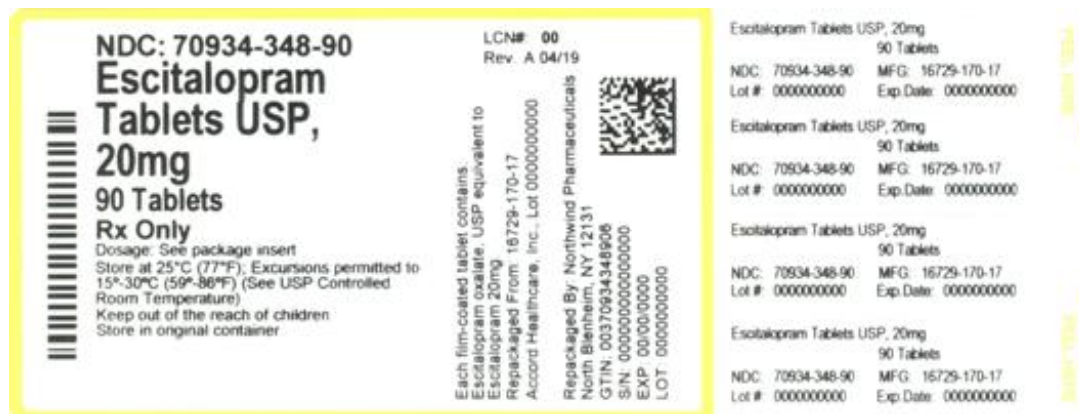 NDC: 70934-348-90
Escitalopram
Tablets USP,
20mg
90 Tablets
Rx Only
Dosage: See package insert
Store at 25°C (77°F); Excursions permitted to
15°-30°C (59°-86°F) (See USP Controlled
Room Temperature)
Keep out of the reach of children
Store in original container
LCN#: 00
Rev. A 04/19
Each film-coated tablet contains:
Escitalopram oxalate, USP equivalent to
Escitalopram 20mg
Repackaged From: 16729-170-17
Accord Healthcare, Inc., Lot 0000000000
Repackaged By: Northwind Pharmaceuticals
North Blenheim, NY 12131
GTIN: 00370934348906
S/N: 00000000000000
EXP: 00/00/0000
LOT: 0000000000
Escitalopram Tablets USP, 20mg
90 Tablets
NDC: 70934-348-90 MFG: 16729-170-17
Lot #: 0000000000 Exp.Date: 0000000000
Escitalopram Tablets USP, 20mg
90 Tablets
NDC: 70934-348-90 MFG: 16729-170-17
Lot #: 0000000000 Exp.Date: 0000000000
Escitalopram Tablets USP, 20mg
90 Tablets
NDC: 70934-348-90 MFG: 16729-170-17
Lot #: 0000000000 Exp.Date: 0000000000
Escitalopram Tablets USP, 20mg
90 Tablets
NDC: 70934-348-90 MFG: 16729-170-17
Lot #: 0000000000 Exp.Date: 0000000000